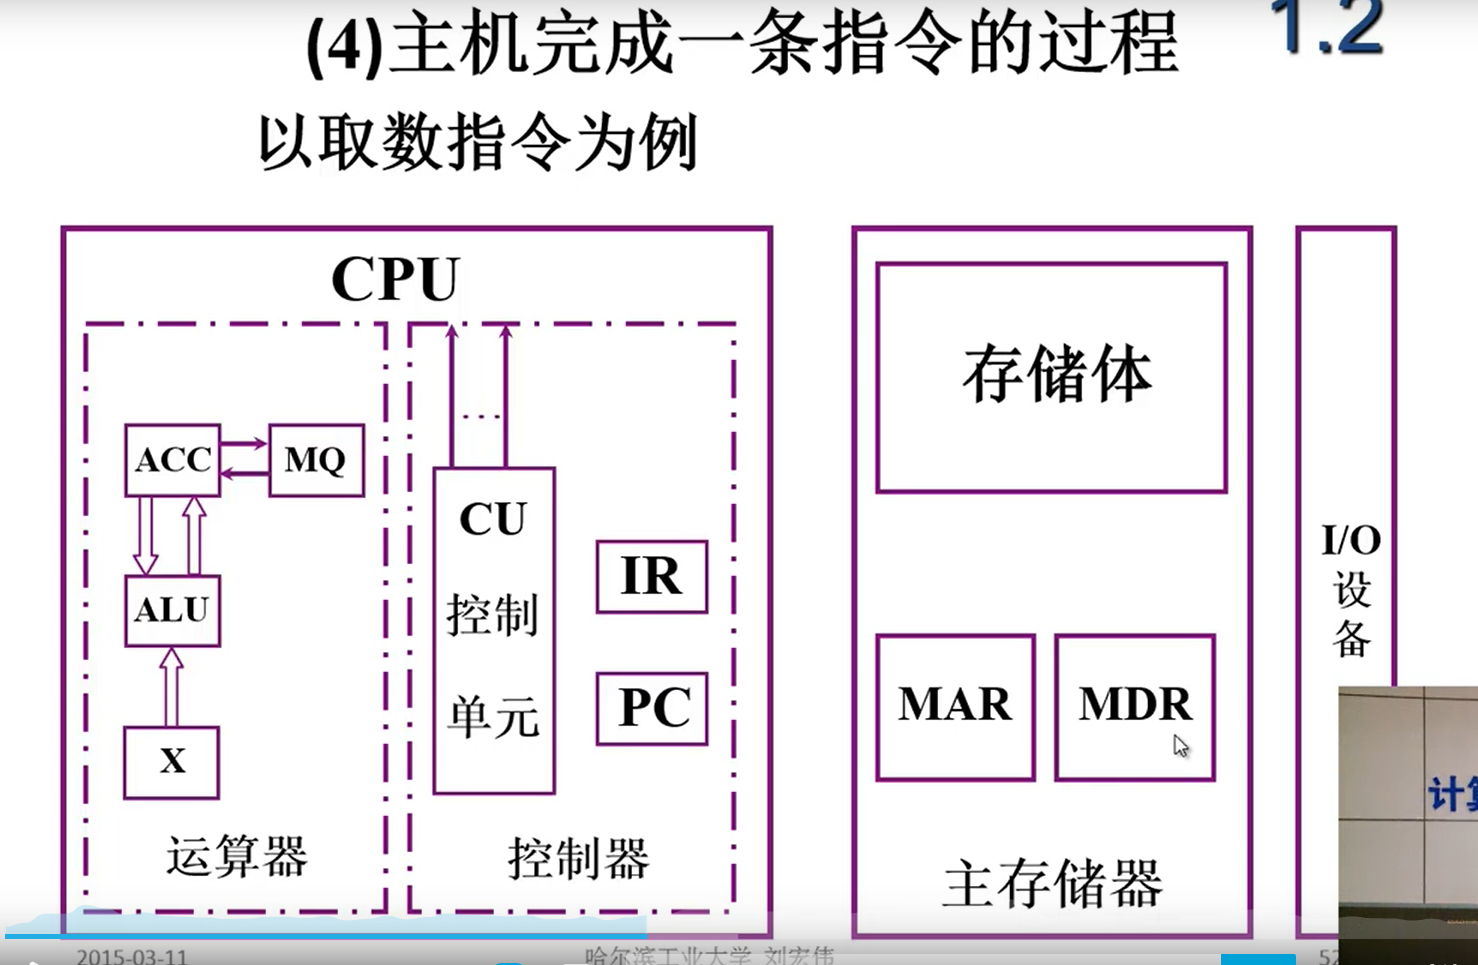 (4)主机完成一条指令的过程
1.2
以取数指令为例
CPU
ACC
MQ
ALU
X
运算器
CU
控制
单元
IR
PC
控制器
存储体
MAR
MDR
主存储器
I/O
设
备
2015-03-11
哈尔滨工业大学 刘宏伟
52